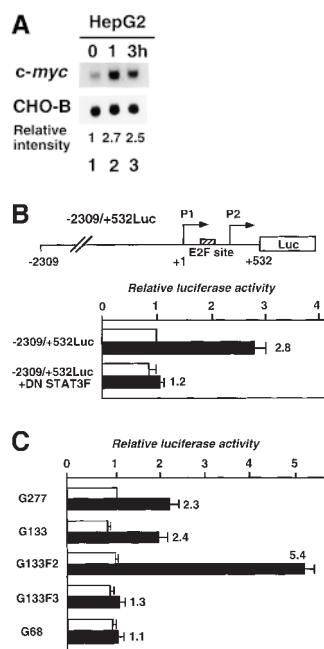 A
HepG2
0 1 3h
c-myc
CHO-B
Relative intensity 1 2.7 2.5
1 2 3
B
-2309/+532Luc
P1 P2
Luc
E2F site
-2309 +1 +532
Relative luciferase activity
0 1 2 3 4
-2309/+532Luc
2.8
-2309/+532Luc
+DN STAT3F
1.2
C
Relative luciferase activity
0 1 2 3 4 5
G277
2.3
G133
2.4
G133F2
5.4
G133F3
1.3
G68
1.1